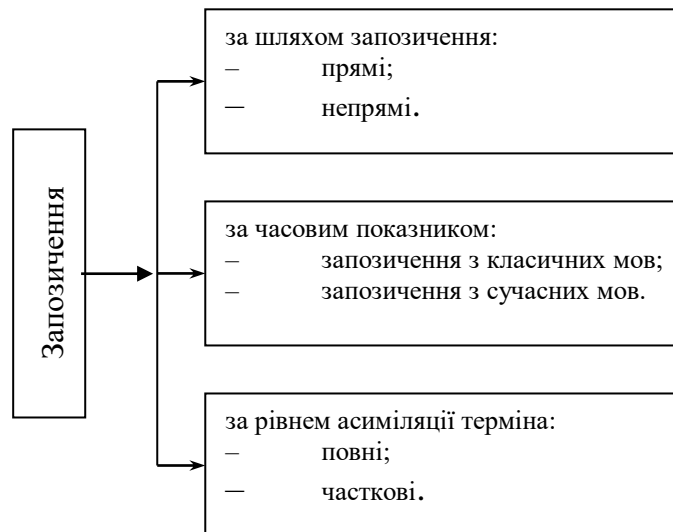 Запозичення
за шляхом запозичення:
– прямі;
– непрямі.
за часовим показником:
– запозичення з класичних мов;
– запозичення з сучасних мов.
за рівнем асиміляції терміна:
– повні;
– часткові.